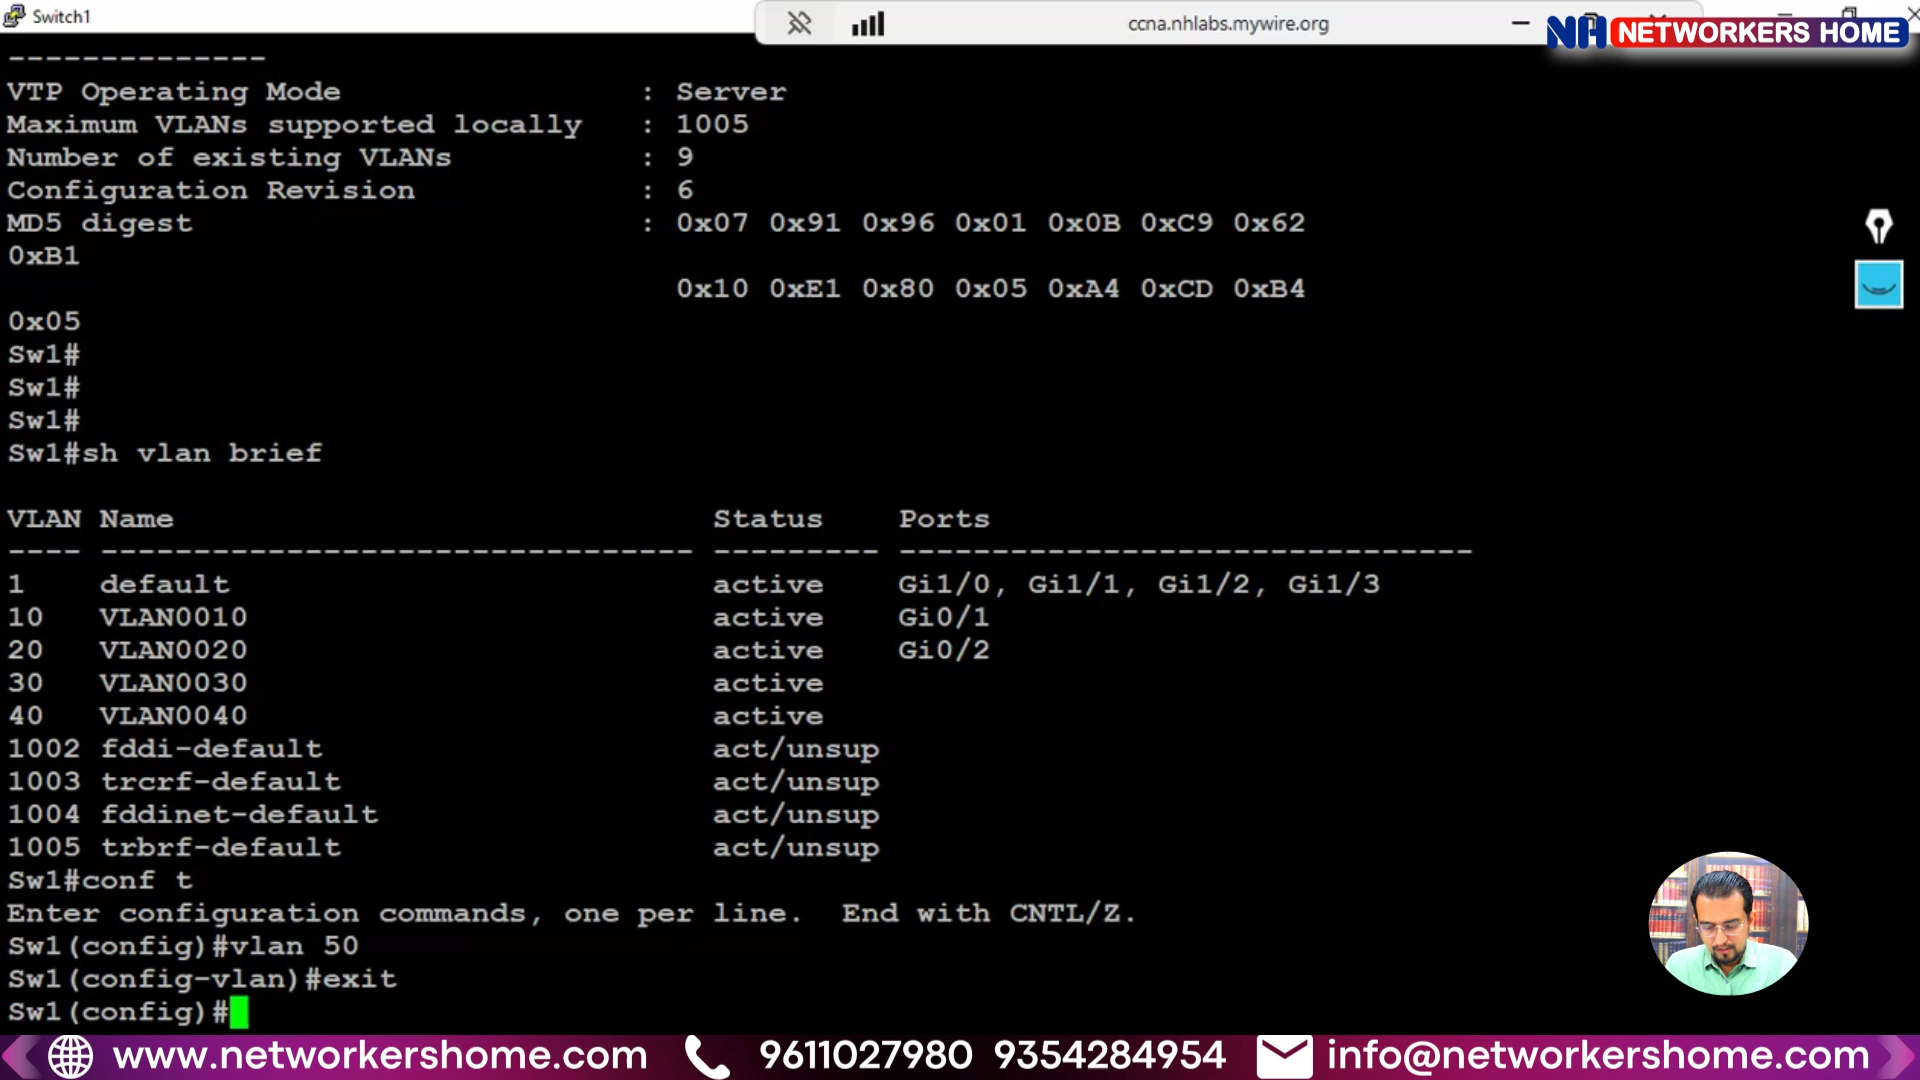 Switch1
ccna.nhlabs.mywire.org
NH NETWORKERS HOME
--------------
VTP Operating Mode : Server
Maximum VLANs supported locally : 1005
Number of existing VLANs : 9
Configuration Revision : 6
MD5 digest : 0x07 0x91 0x96 0x01 0x0B 0xC9 0x62
0xB1
0x10 0xE1 0x80 0x05 0xA4 0xCD 0xB4
0x05
Sw1#
Sw1#
Sw1#
Sw1#sh vlan brief
VLAN Name Status Ports
---- -------------------------------- --------- -------------------------------
1 default active Gi1/0, Gi1/1, Gi1/2, Gi1/3
10 VLAN0010 active Gi0/1
20 VLAN0020 active Gi0/2
30 VLAN0030 active
40 VLAN0040 active
1002 fddi-default act/unsup
1003 trcrf-default act/unsup
1004 fddinet-default act/unsup
1005 trbrf-default act/unsup
Sw1#conf t
Enter configuration commands, one per line. End with CNTL/Z.
Sw1(config)#vlan 50
Sw1(config-vlan)#exit
Sw1(config)#
www.networkershome.com 9611027980 9354284954 info@networkershome.com